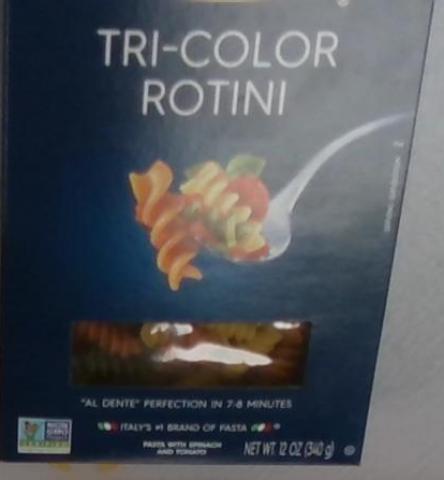 TRI-COLOR
ROTINI
"AL DENTE" PERFECTION IN 7-8 MINUTES
ITALY'S #1 BRAND OF PASTA
PASTA WITH SPINACH
AND TOMATO
NET WT. 12 OZ (340 g)